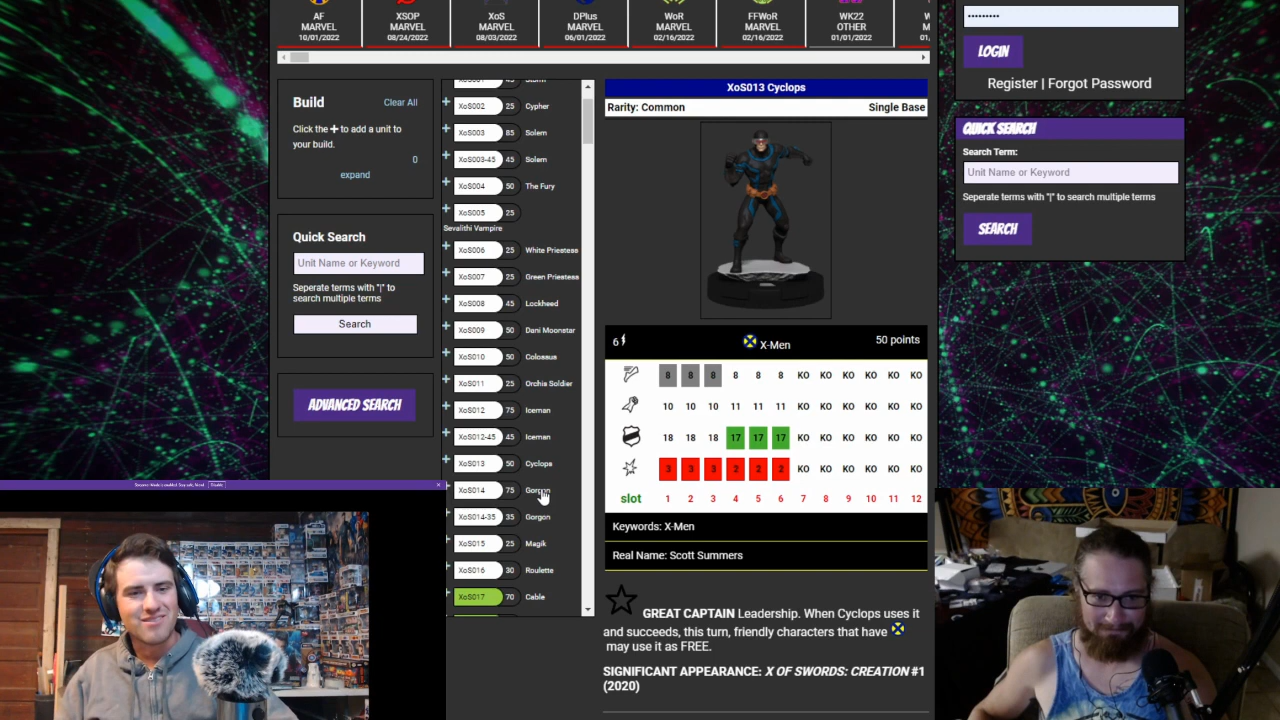 AF
MARVEL
10/01/2022
XSOP
MARVEL
08/24/2022
XoS
MARVEL
08/03/2022
DPlus
MARVEL
06/01/2022
WoR
MARVEL
02/16/2022
FFWoR
MARVEL
02/16/2022
WK22
OTHER
01/01/2022
LOGIN
Register | Forgot Password
Build
Clear All
Click the + to add a unit to
your build.
0
expand
Quick Search
Unit Name or Keyword
Seperate terms with "|" to
search multiple terms
Search
ADVANCED SEARCH
XoS001 45 Storm
XoS002 25 Cypher
XoS003 85 Solem
XoS003-45 45 Solem
XoS004 50 The Fury
XoS005 25
Sevalithi Vampire
XoS006 25 White Priestess
XoS007 25 Green Priestess
XoS008 45 Lockheed
XoS009 50 Dani Moonstar
XoS010 50 Colossus
XoS011 25 Orchis Soldier
XoS012 75 Iceman
XoS012-45 45 Iceman
XoS013 50 Cyclops
XoS014 75 Gorgon
XoS014-35 35 Gorgon
XoS015 25 Magik
XoS016 30 Roulette
XoS017 70 Cable
XoS013 Cyclops
Rarity: Common Single Base
6 X-Men 50 points
8 8 8 8 8 8 KO KO KO KO KO KO
10 10 10 11 11 11 KO KO KO KO KO KO
18 18 18 17 17 17 KO KO KO KO KO KO
3 3 3 2 2 2 KO KO KO KO KO KO
slot 1 2 3 4 5 6 7 8 9 10 11 12
Keywords: X-Men
Real Name: Scott Summers
GREAT CAPTAIN Leadership. When Cyclops uses it
and succeeds, this turn, friendly characters that have
may use it as FREE.
SIGNIFICANT APPEARANCE: X OF SWORDS: CREATION #1
(2020)
QUICK SEARCH
Search Term:
Unit Name or Keyword
Seperate terms with "|" to search multiple terms
SEARCH